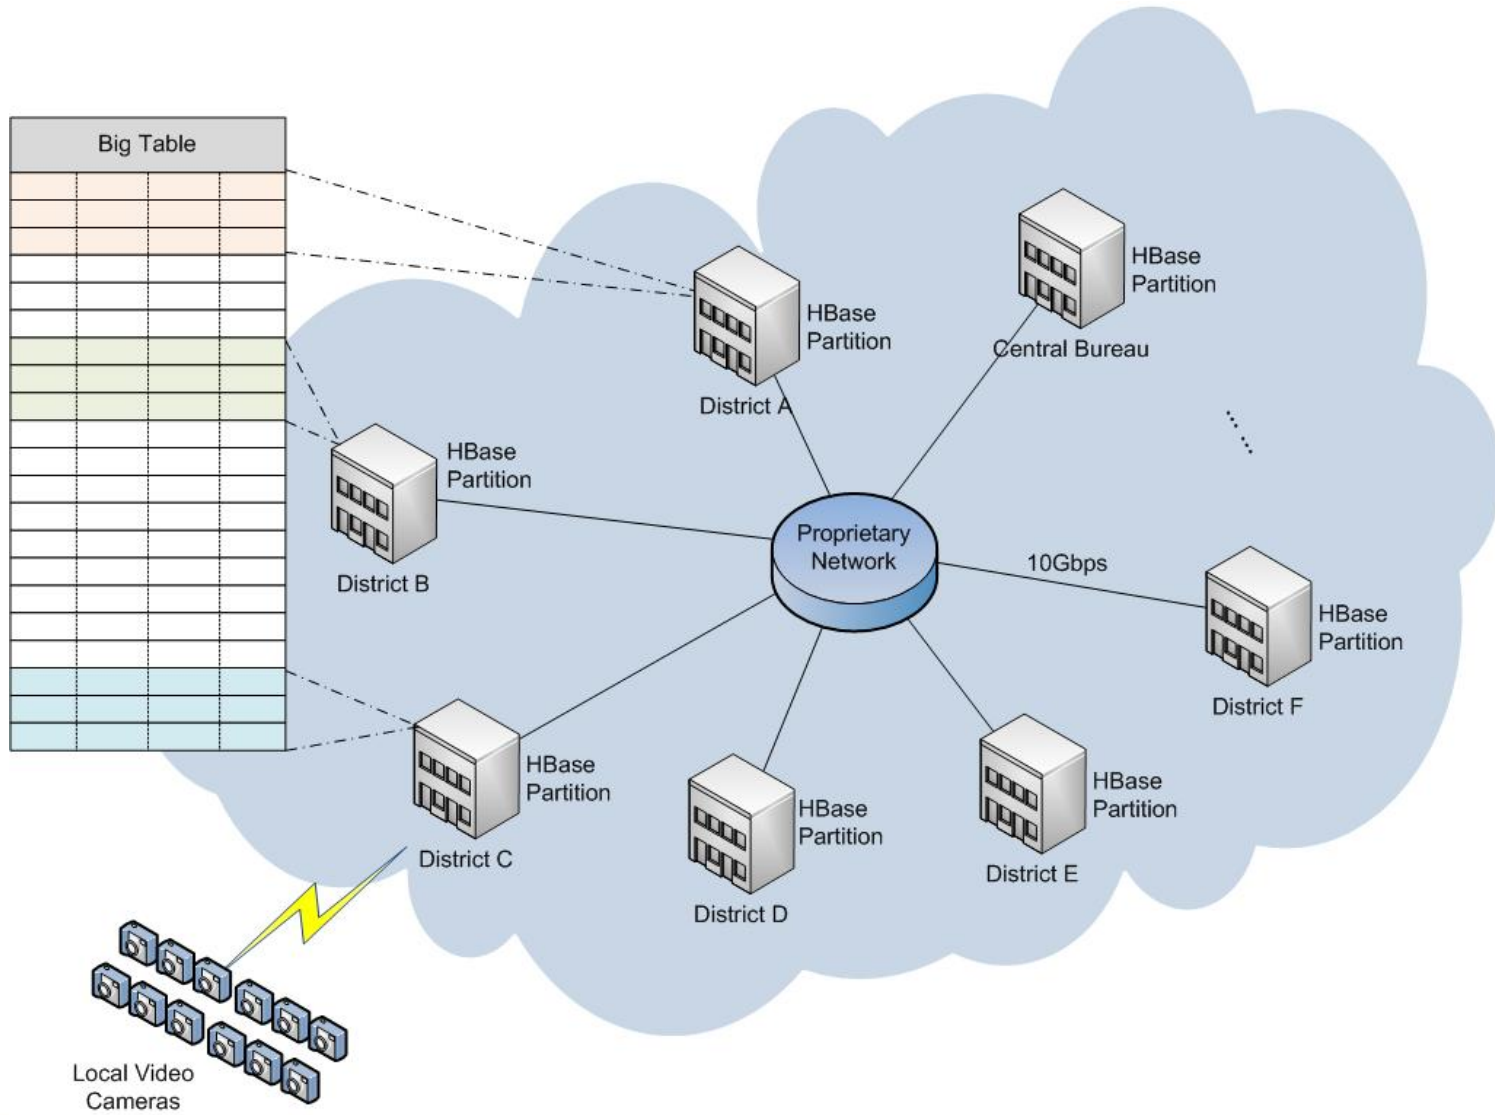 Big Table
HBase
Partition
Central Bureau
HBase
Partition
District A
HBase
Partition
District B
Proprietary
Network
10Gbps
HBase
Partition
District F
HBase
Partition
District C
HBase
Partition
District D
HBase
Partition
District E
Local Video
Cameras